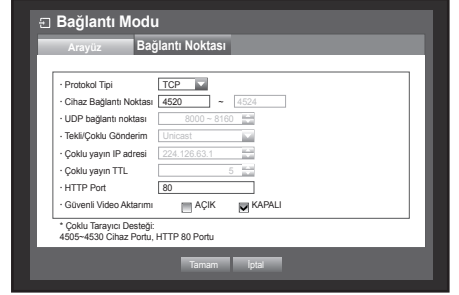 Bağlantı Modu
Arayüz Bağlantı Noktası
- Protokol Tipi TCP
- Cihaz Bağlantı Noktası 4520 ~ 4524
- UDP bağlantı noktası 8000 ~ 8160
- Tekli/Çoklu Gönderim Unicast
- Çoklu yayın IP adresi 224.126.63.1
- Çoklu yayın TTL 5
- HTTP Port 80
- Güvenli Video Aktarımı AÇIK KAPALI
* Çoklu Tarayıcı Desteği:
4505~4530 Cihaz Portu, HTTP 80 Portu
Tamam İptal